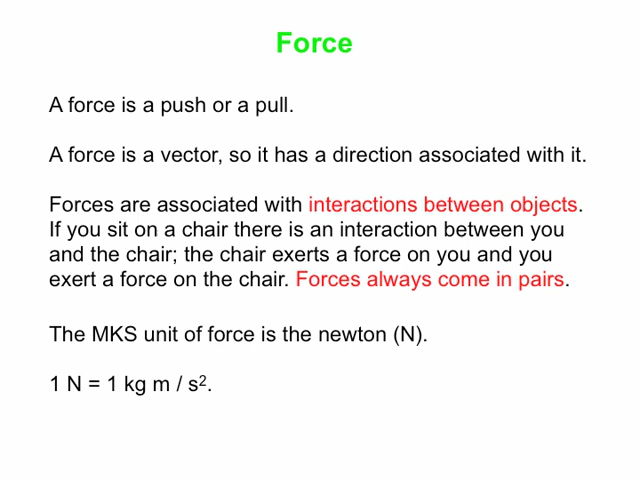 Force
A force is a push or a pull.
A force is a vector, so it has a direction associated with it.
Forces are associated with interactions between objects.
If you sit on a chair there is an interaction between you
and the chair; the chair exerts a force on you and you
exert a force on the chair. Forces always come in pairs.
The MKS unit of force is the newton (N).
1 N = 1 kg m / s².